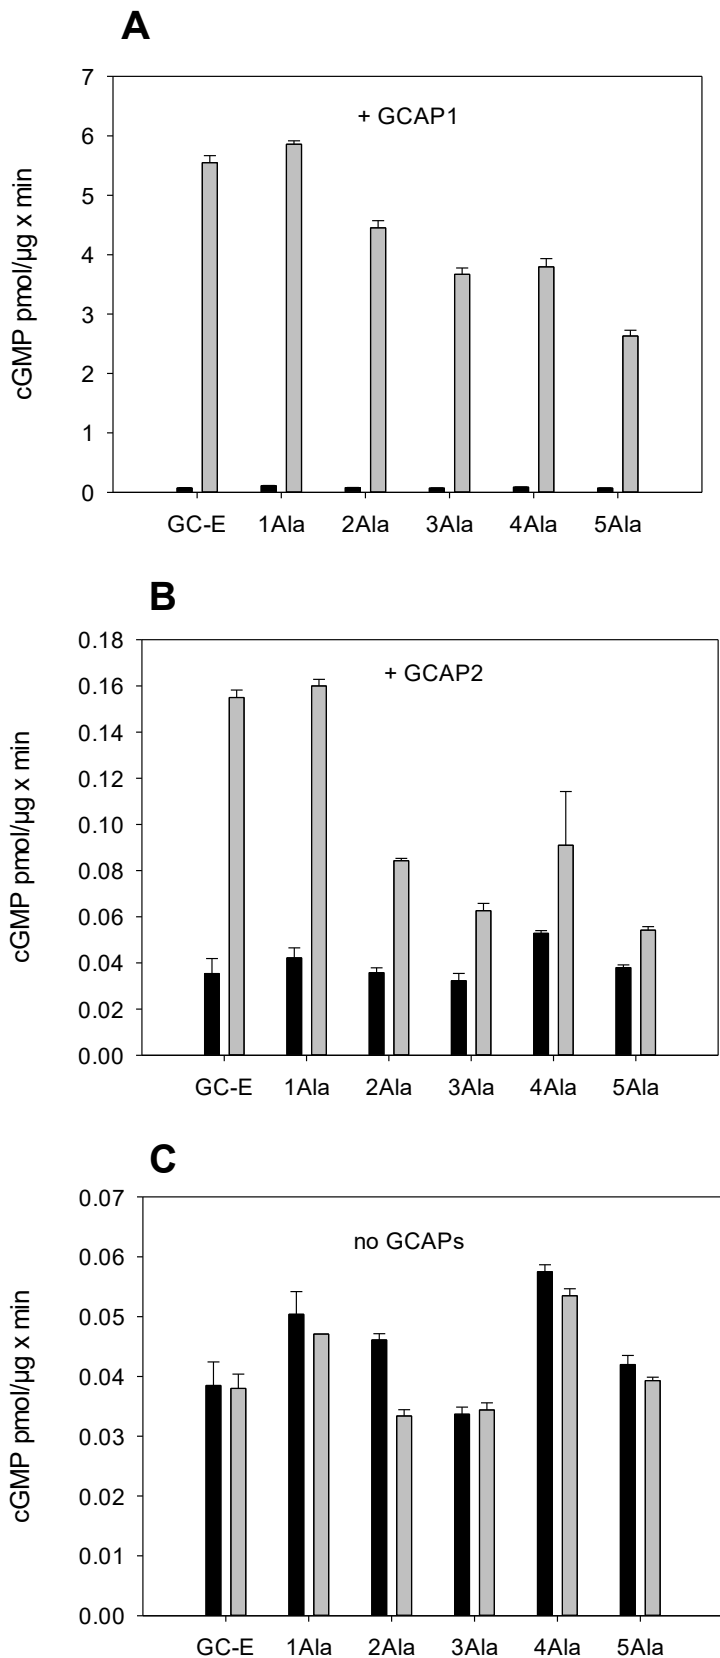 A
7
6
5
4
3
2
1
0
cGMP pmol/µg x min
+ GCAP1
GC-E 1Ala 2Ala 3Ala 4Ala 5Ala
B
0.18
0.16
0.14
0.12
0.10
0.08
0.06
0.04
0.02
0.00
cGMP pmol/µg x min
+ GCAP2
GC-E 1Ala 2Ala 3Ala 4Ala 5Ala
C
0.07
0.06
0.05
0.04
0.03
0.02
0.01
0.00
cGMP pmol/µg x min
no GCAPs
GC-E 1Ala 2Ala 3Ala 4Ala 5Ala